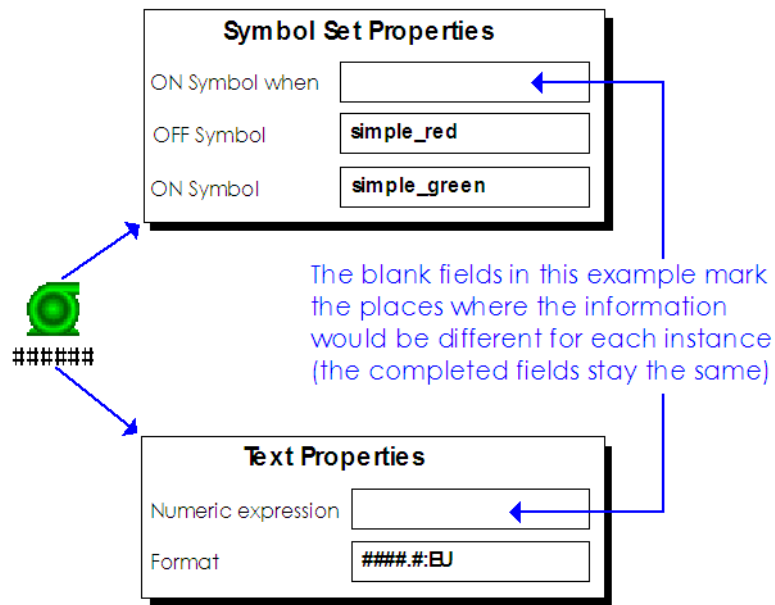 Symbol Set Properties
ON Symbol when
OFF Symbol simple_red
ON Symbol simple_green
The blank fields in this example mark
the places where the information
would be different for each instance
(the completed fields stay the same)
######
Text Properties
Numeric expression
Format ####.#:EU